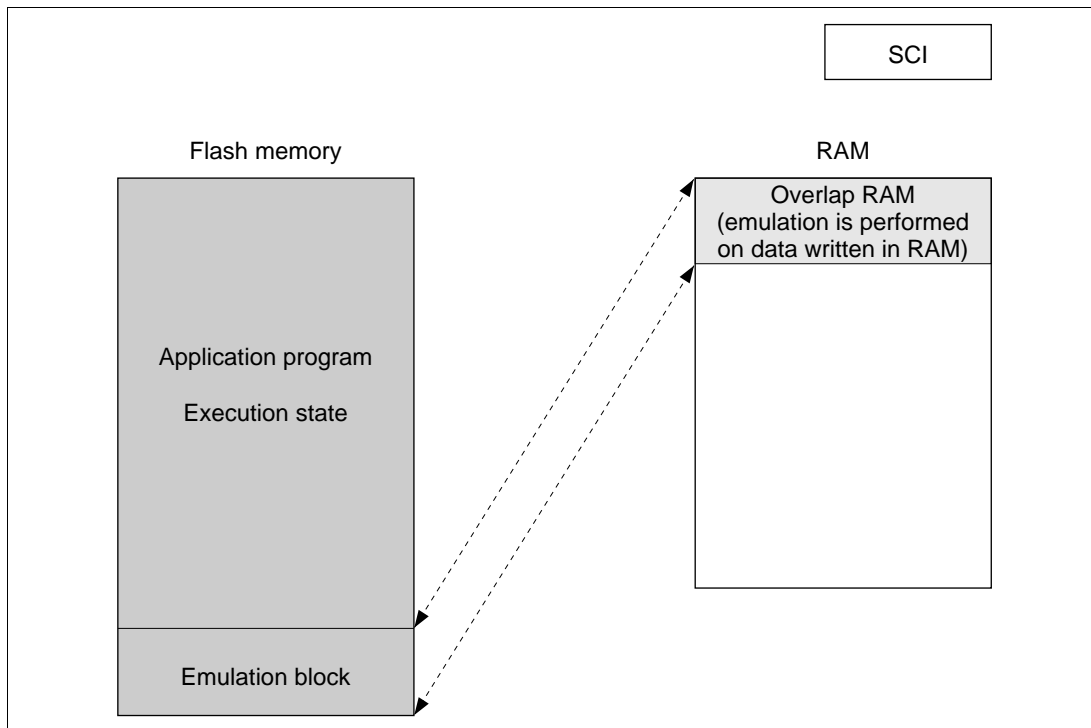 SCI
Flash memory
RAM
Overlap RAM
(emulation is performed
on data written in RAM)
Application program
Execution state
Emulation block